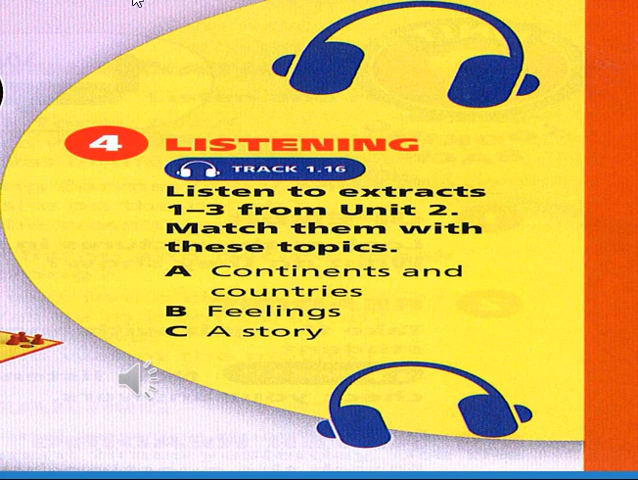 4 LISTENING
TRACK 1.16
Listen to extracts
1–3 from Unit 2.
Match them with
these topics.
A Continents and
countries
B Feelings
C A story